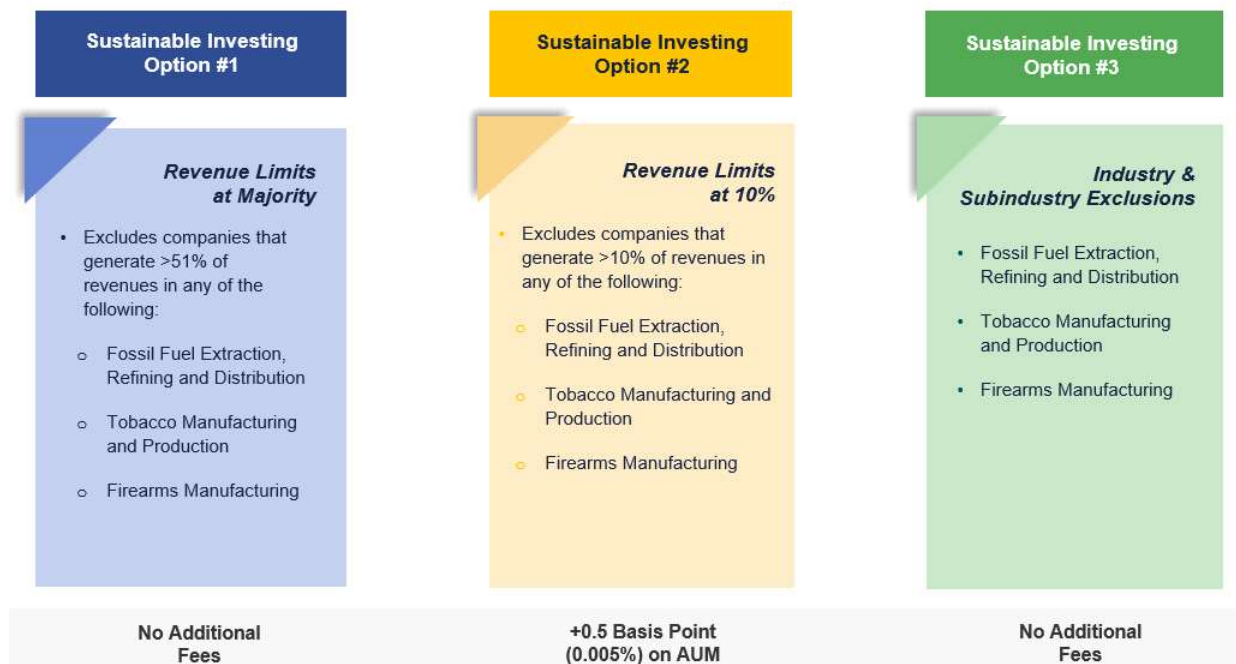 Sustainable Investing
Option #1
Revenue Limits
at Majority
• Excludes companies that
generate >51% of
revenues in any of the
following:
o Fossil Fuel Extraction,
Refining and Distribution
o Tobacco Manufacturing
and Production
o Firearms Manufacturing
No Additional
Fees
Sustainable Investing
Option #2
Revenue Limits
at 10%
• Excludes companies that
generate >10% of revenues in
any of the following:
o Fossil Fuel Extraction,
Refining and Distribution
o Tobacco Manufacturing and
Production
o Firearms Manufacturing
+0.5 Basis Point
(0.005%) on AUM
Sustainable Investing
Option #3
Industry &
Subindustry Exclusions
• Fossil Fuel Extraction,
Refining and Distribution
• Tobacco Manufacturing
and Production
• Firearms Manufacturing
No Additional
Fees